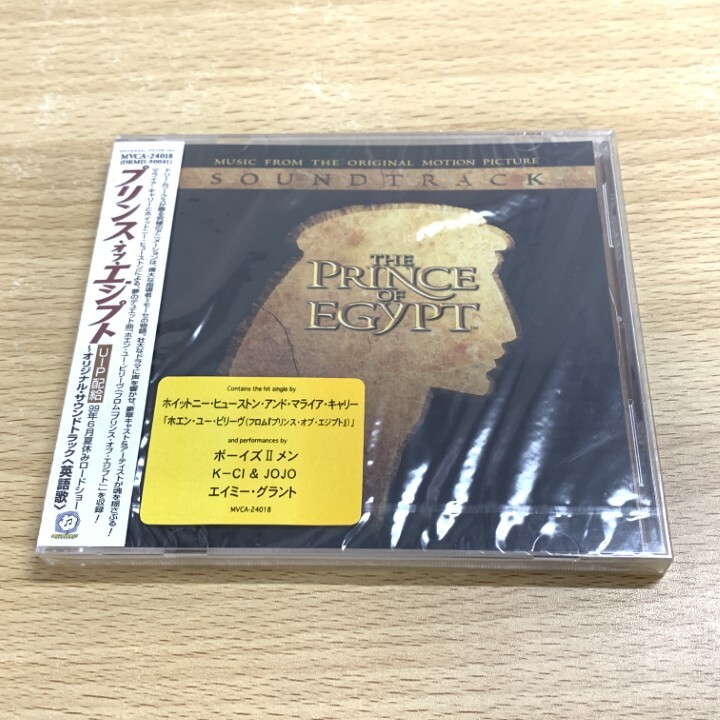 MVCA-24018
(DRMD-50041)
プリンス・オブ・エジプト
UIP配給
99年6月夏休みロードショー
〜オリジナル・サウンドトラック〈英語歌〉
MUSIC FROM THE ORIGINAL MOTION PICTURE
SOUNDTRACK
THE
PRINCE
OF
EGYPT
TM
Contains the hit single by
ホイットニー・ヒューストン・アンド・マライア・キャリー
「ホエン・ユー・ビリーヴ(フロム『プリンス・オブ・エジプト』)」
and performances by
ボーイズⅡメン
K-CI & JOJO
エイミー・グラント
MVCA-24018